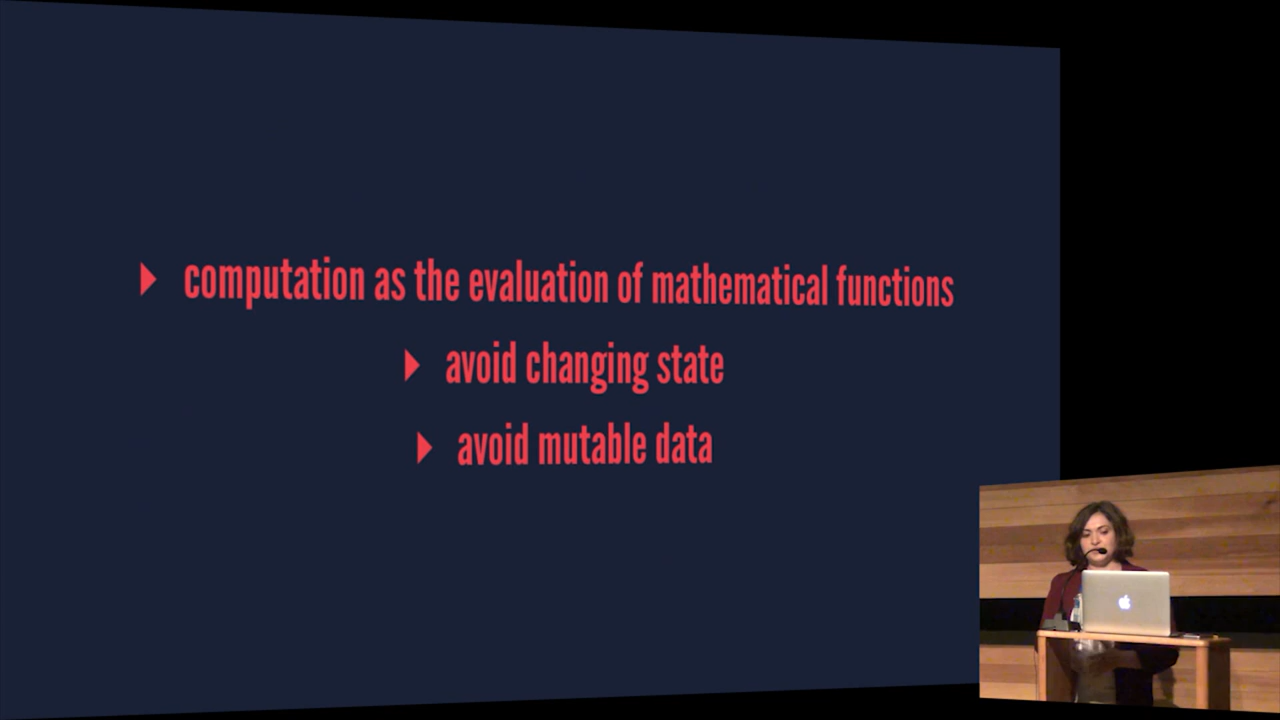 computation as the evaluation of mathematical functions
avoid changing state
avoid mutable data